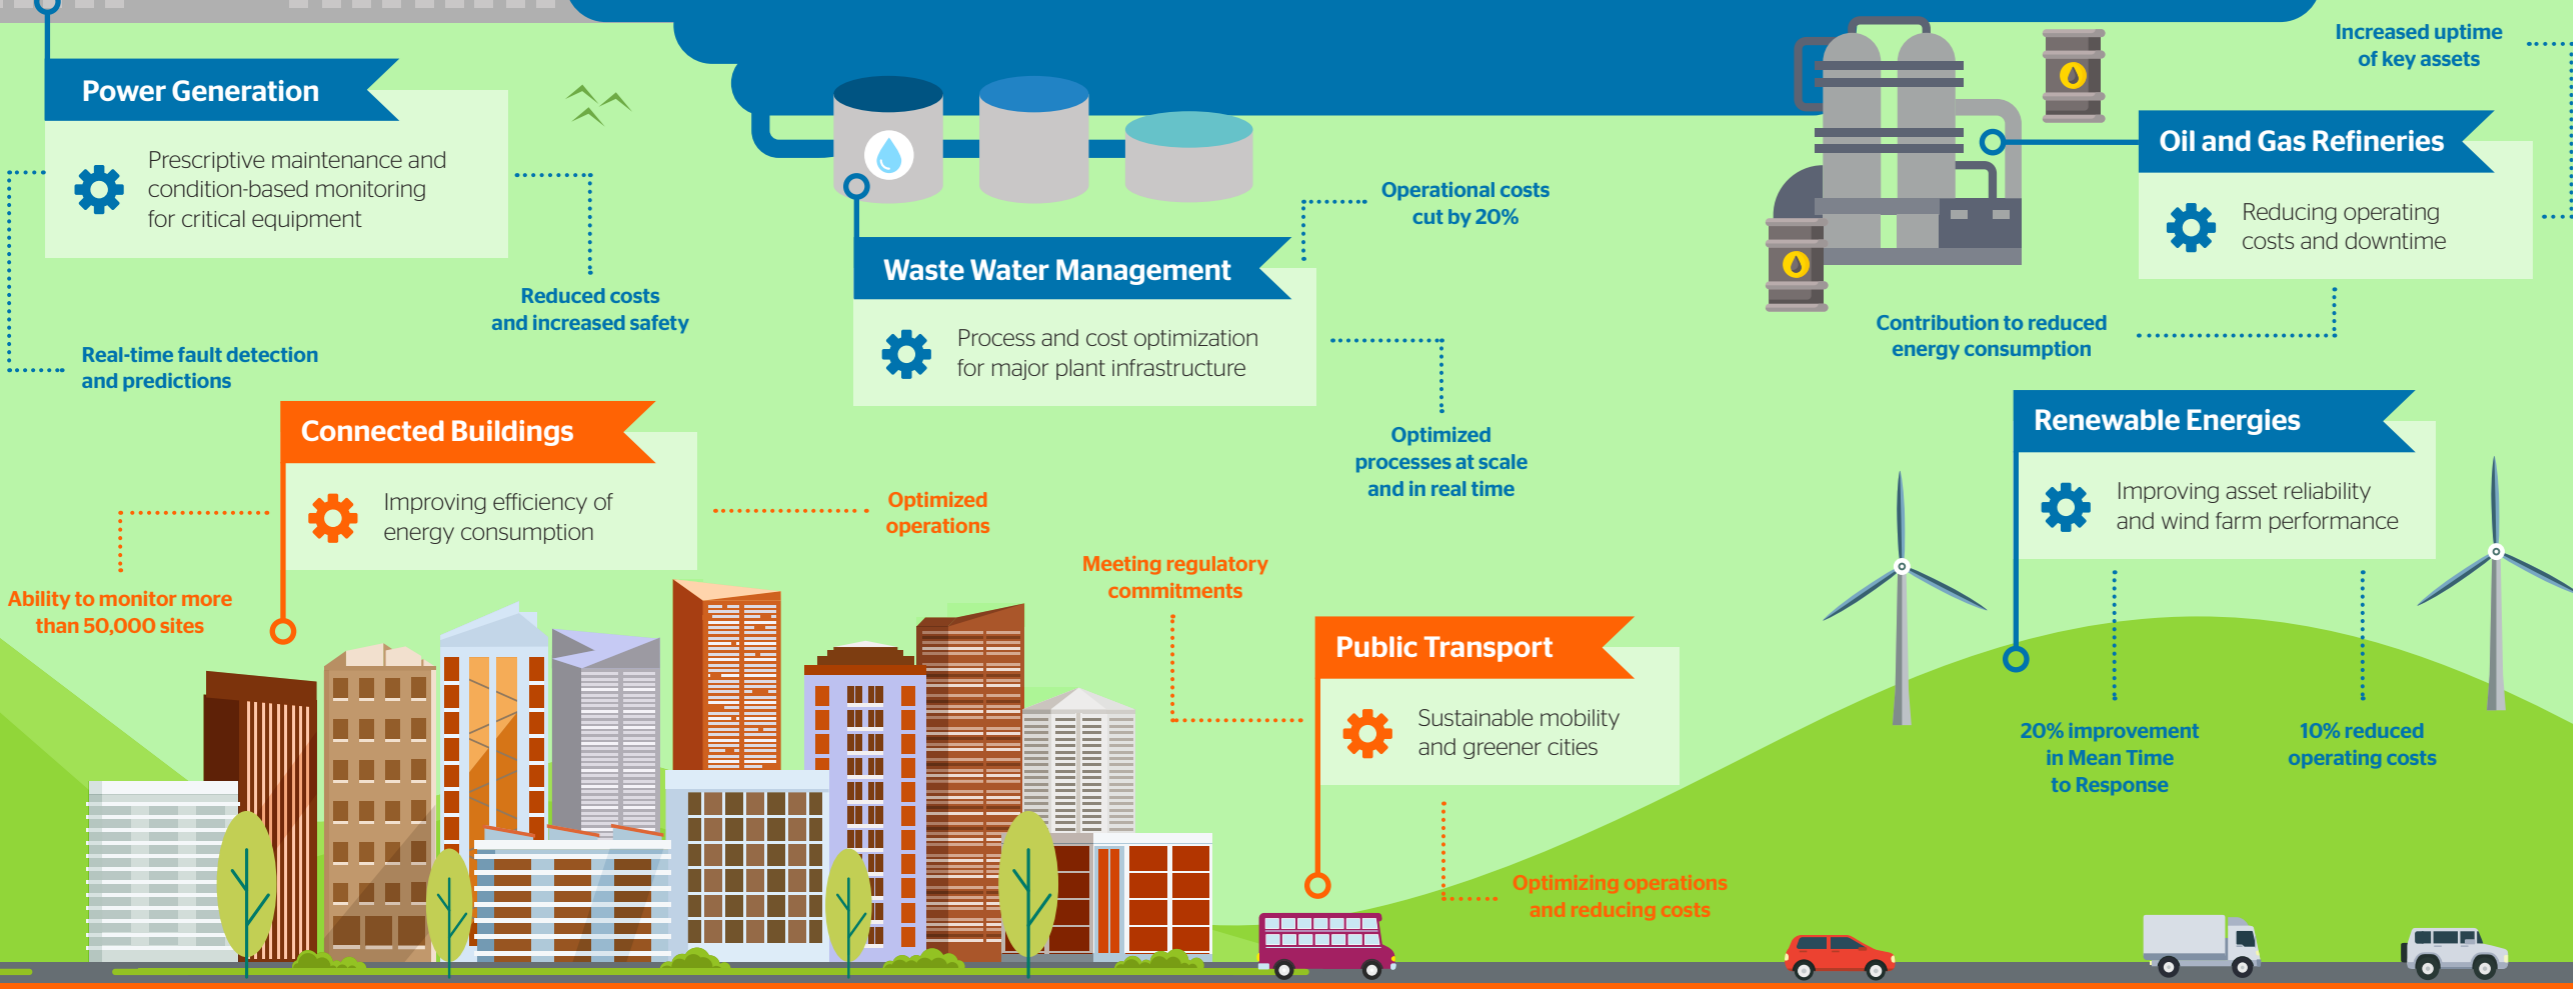 Power Generation
Prescriptive maintenance and
condition-based monitoring
for critical equipment
Reduced costs
and increased safety
Real-time fault detection
and predictions
Waste Water Management
Process and cost optimization
for major plant infrastructure
Operational costs
cut by 20%
Optimized
processes at scale
and in real time
Oil and Gas Refineries
Reducing operating
costs and downtime
Increased uptime
of key assets
Contribution to reduced
energy consumption
Connected Buildings
Improving efficiency of
energy consumption
Ability to monitor more
than 50,000 sites
Optimized
operations
Public Transport
Sustainable mobility
and greener cities
Meeting regulatory
commitments
Optimizing operations
and reducing costs
Renewable Energies
Improving asset reliability
and wind farm performance
20% improvement
in Mean Time
to Response
10% reduced
operating costs